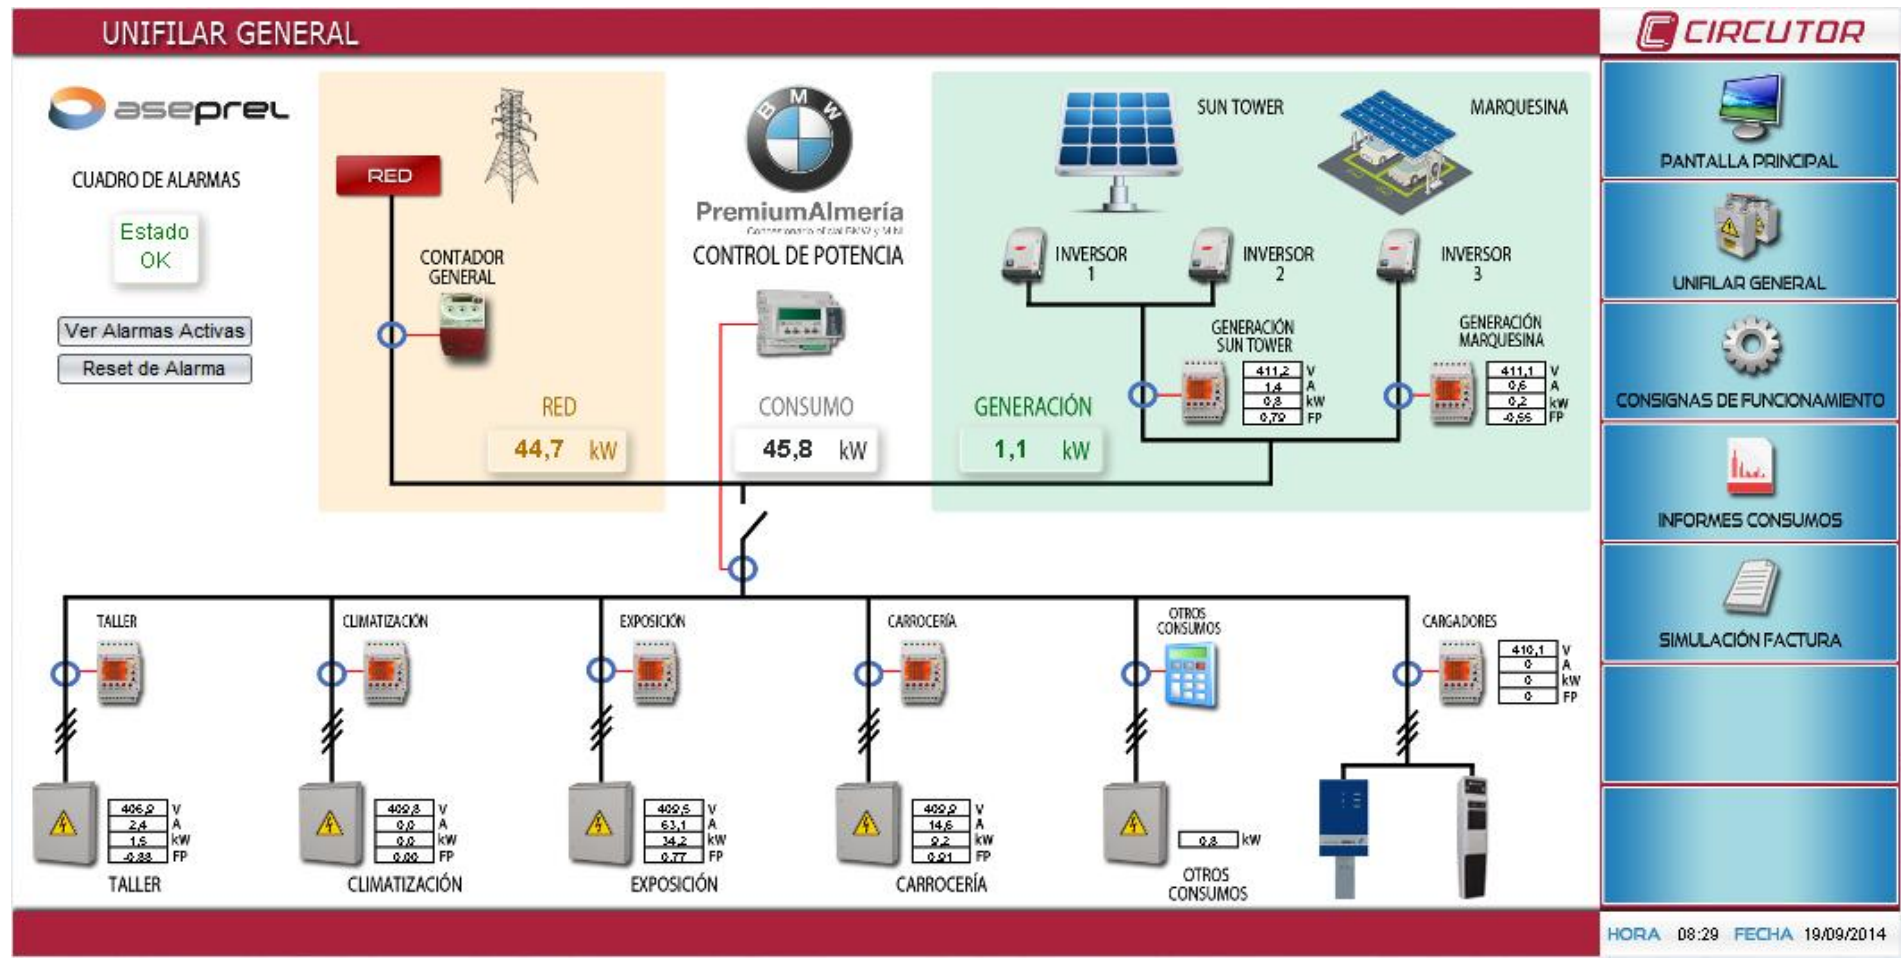 UNIFILAR GENERAL
CIRCUTOR
aseprel
CUADRO DE ALARMAS
Estado
OK
Ver Alarmas Activas
Reset de Alarma
RED
CONTADOR
GENERAL
RED
44,7 kW
BMW
PremiumAlmería
Concesionario oficial BMW y MINI
CONTROL DE POTENCIA
CONSUMO
45,8 kW
SUN TOWER
MARQUESINA
INVERSOR
1
INVERSOR
2
INVERSOR
3
GENERACIÓN
SUN TOWER
411,2 V
1,4 A
0,8 kW
0,79 FP
GENERACIÓN
MARQUESINA
411,1 V
0,6 A
0,2 kW
FP
GENERACIÓN
1,1 kW
TALLER
CLIMATIZACIÓN
EXPOSICIÓN
CARROCERÍA
OTROS
CONSUMOS
CARGADORES
410,1 V
0 A
0 kW
0 FP
406,9 V
2,4 A
1,5 kW
-0,88 FP
TALLER
409,8 V
0,0 A
0,0 kW
0,00 FP
CLIMATIZACIÓN
409,5 V
63,1 A
34,2 kW
0,77 FP
EXPOSICIÓN
409,9 V
14,6 A
9,2 kW
0,91 FP
CARROCERÍA
0,8 kW
OTROS
CONSUMOS
PANTALLA PRINCIPAL
UNIFILAR GENERAL
CONSIGNAS DE FUNCIONAMIENTO
INFORMES CONSUMOS
SIMULACIÓN FACTURA
HORA 08:29 FECHA 19/09/2014